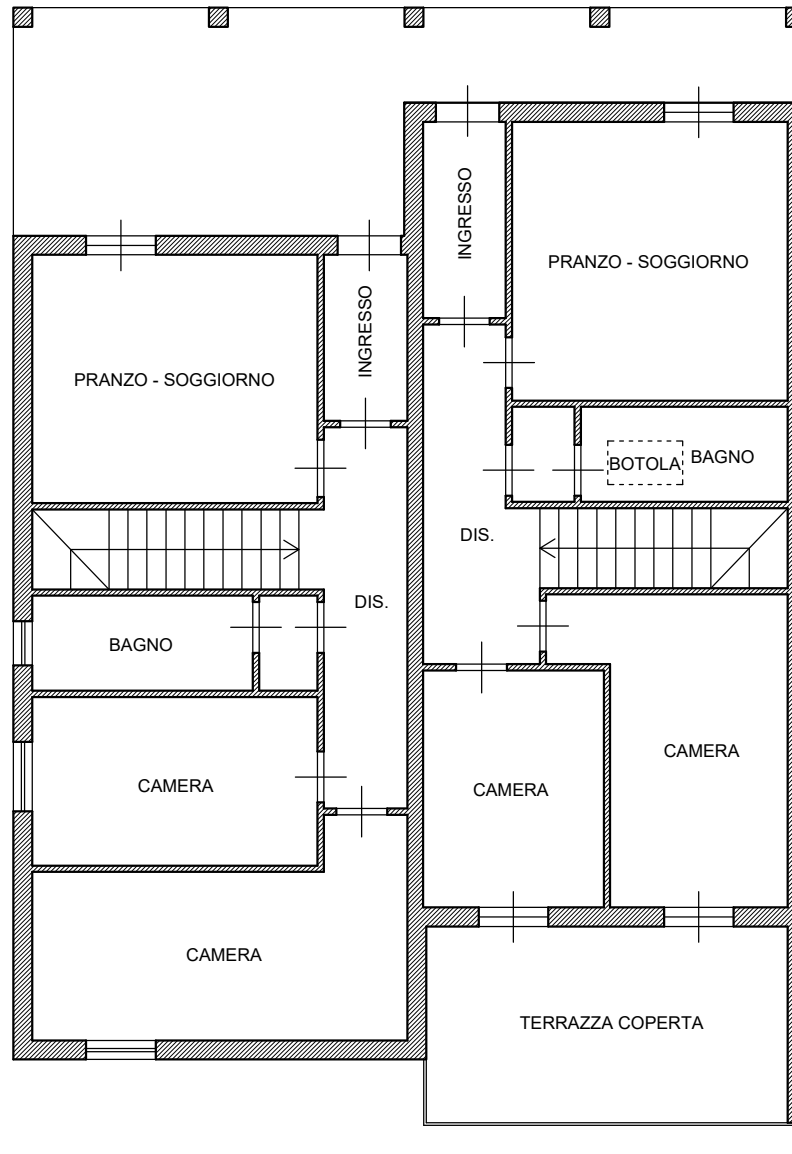 INGRESSO
PRANZO - SOGGIORNO
INGRESSO
PRANZO - SOGGIORNO
BOTOLA
BAGNO
DIS.
DIS.
BAGNO
CAMERA
CAMERA
CAMERA
CAMERA
TERRAZZA COPERTA